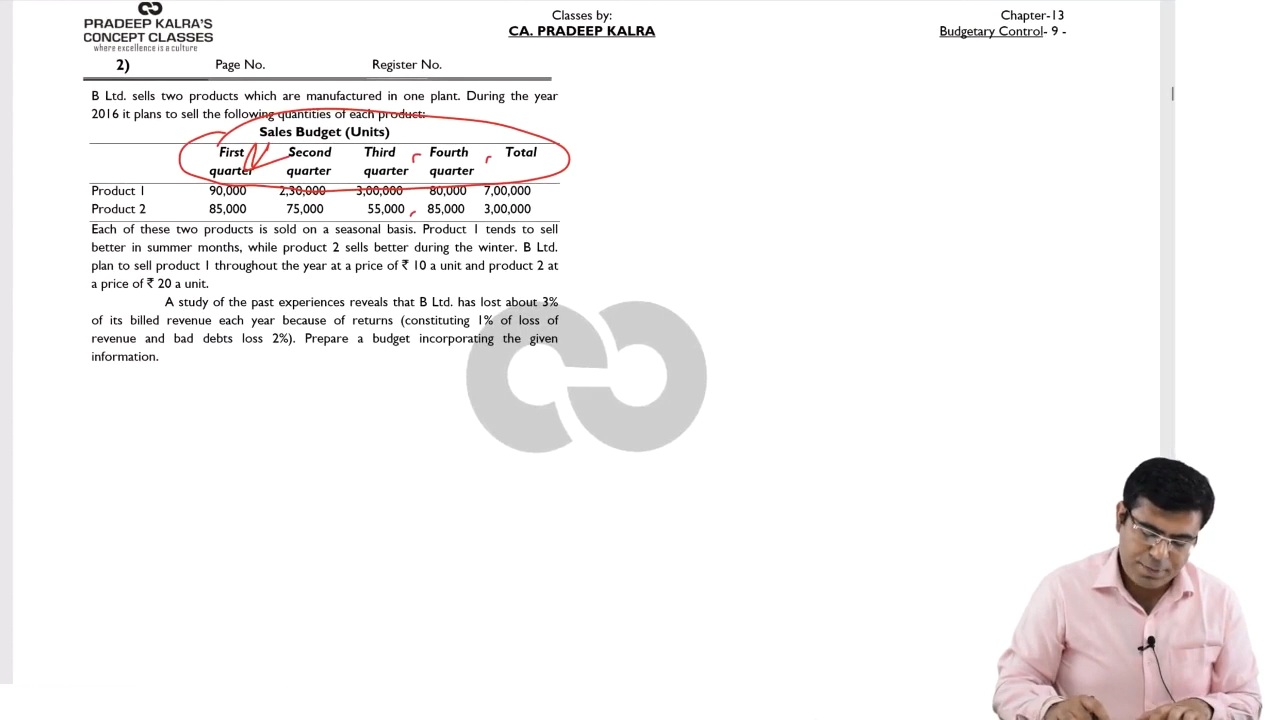 PRADEEP KALRA'S
CONCEPT CLASSES
where excellence is a culture
Classes by:
CA. PRADEEP KALRA
Chapter-13
Budgetary Control- 9 -
2) Page No. Register No.
B Ltd. sells two products which are manufactured in one plant. During the year
2016 it plans to sell the following quantities of each product:
Sales Budget (Units)
First Second Third Fourth Total
quarter quarter quarter quarter
Product 1 90,000 2,30,000 3,00,000 80,000 7,00,000
Product 2 85,000 75,000 55,000 85,000 3,00,000
Each of these two products is sold on a seasonal basis. Product 1 tends to sell
better in summer months, while product 2 sells better during the winter. B Ltd.
plan to sell product 1 throughout the year at a price of ₹ 10 a unit and product 2 at
a price of ₹ 20 a unit.
A study of the past experiences reveals that B Ltd. has lost about 3%
of its billed revenue each year because of returns (constituting 1% of loss of
revenue and bad debts loss 2%). Prepare a budget incorporating the given
information.